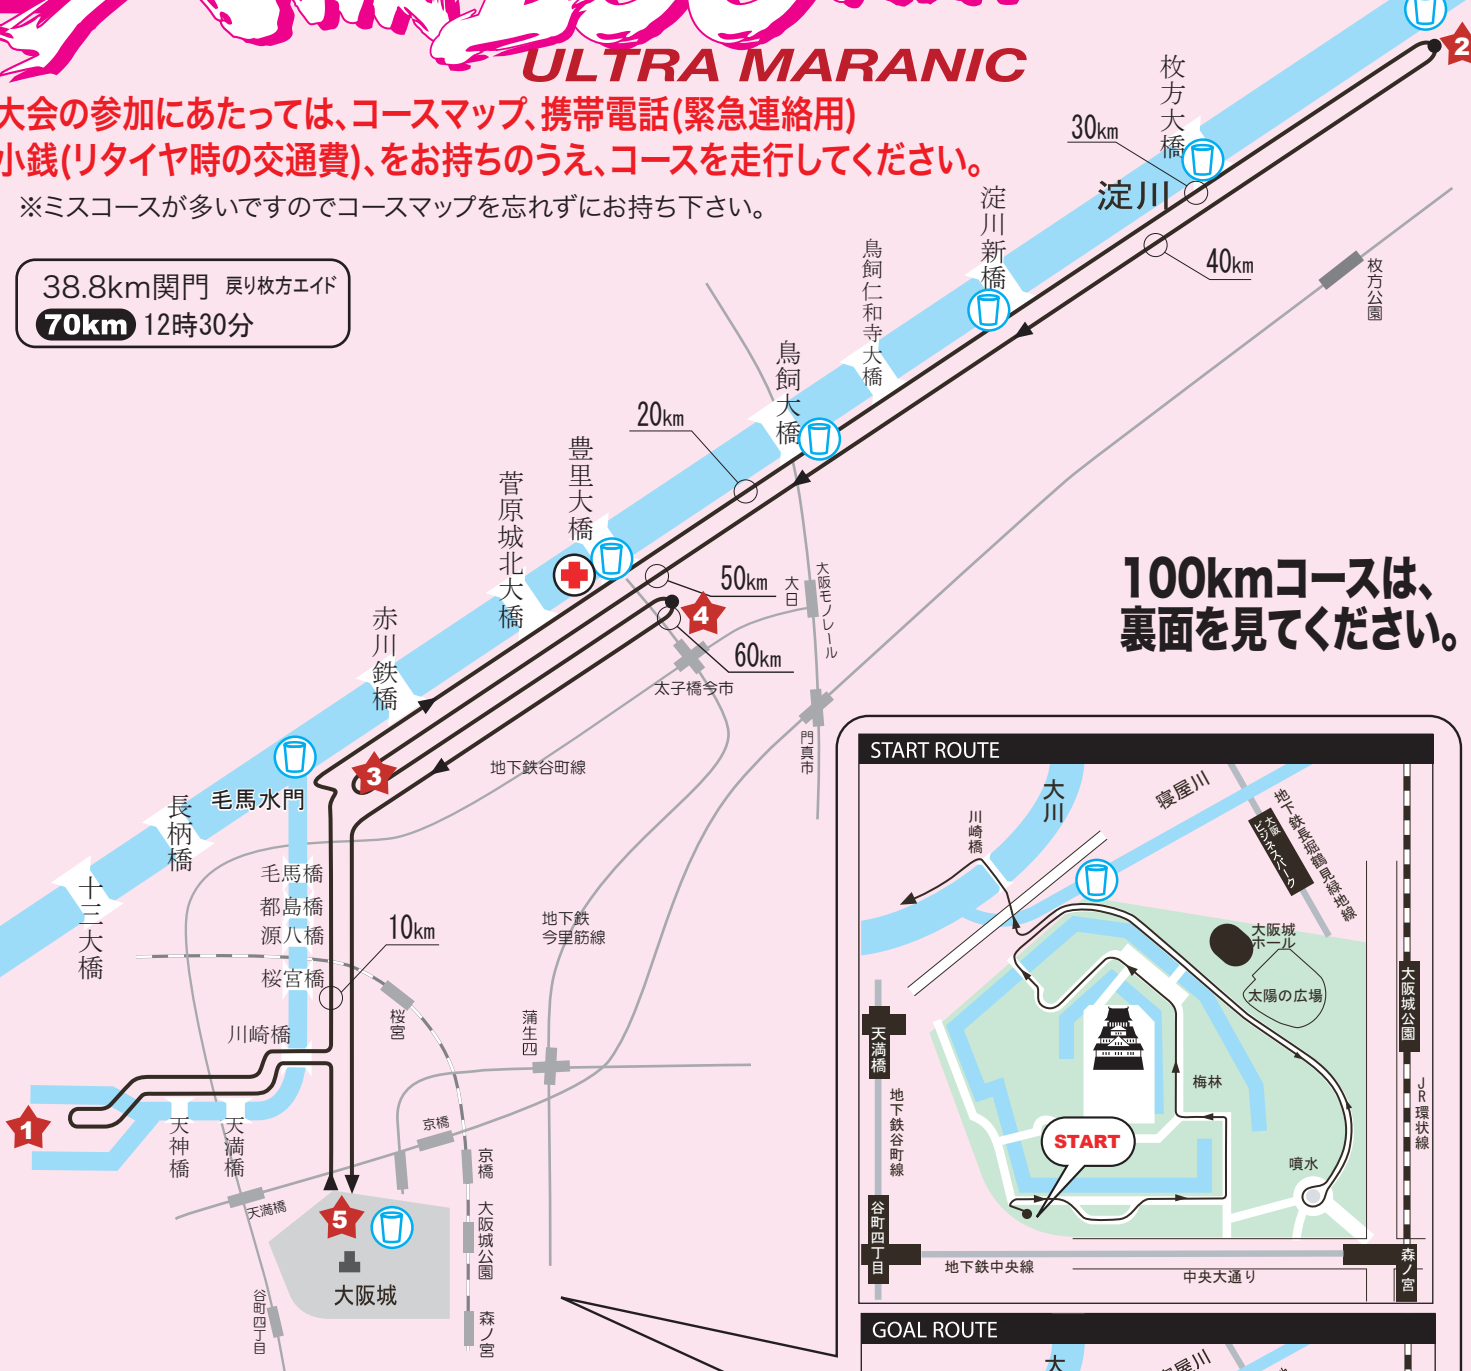 ULTRA MARANIC
大会の参加にあたっては、コースマップ、携帯電話(緊急連絡用)
小銭(リタイヤ時の交通費)、をお持ちのうえ、コースを走行してください。
※ミスコースが多いですのでコースマップを忘れずにお持ち下さい。
38.8km関門 戻り枚方エイド
70km 12時30分
2
枚方大橋
30km
淀川
40km
枚方公園
淀川新橋
鳥飼仁和寺大橋
鳥飼大橋
20km
豊里大橋
菅原城北大橋
50km
大日
大阪モノレール
4
60km
太子橋今市
赤川鉄橋
門真市
100kmコースは、
裏面を見てください。
3
地下鉄谷町線
毛馬水門
長柄橋
十三大橋
毛馬橋
都島橋
源八橋
桜宮橋
川崎橋
10km
地下鉄
今里筋線
桜宮
蒲生四
1
天神橋
天満橋
京橋
京橋
天満橋
5
大阪城公園
大阪城
谷町四丁目
森ノ宮
START ROUTE
大川
寝屋川
川崎橋
大阪ビジネスパーク
地下鉄長堀鶴見緑地線
大阪城
ホール
太陽の広場
大阪城公園
天満橋
梅林
地下鉄谷町線
JR環状線
START
噴水
谷町四丁目
地下鉄中央線
中央大通り
森ノ宮
GOAL ROUTE
大
寝屋川